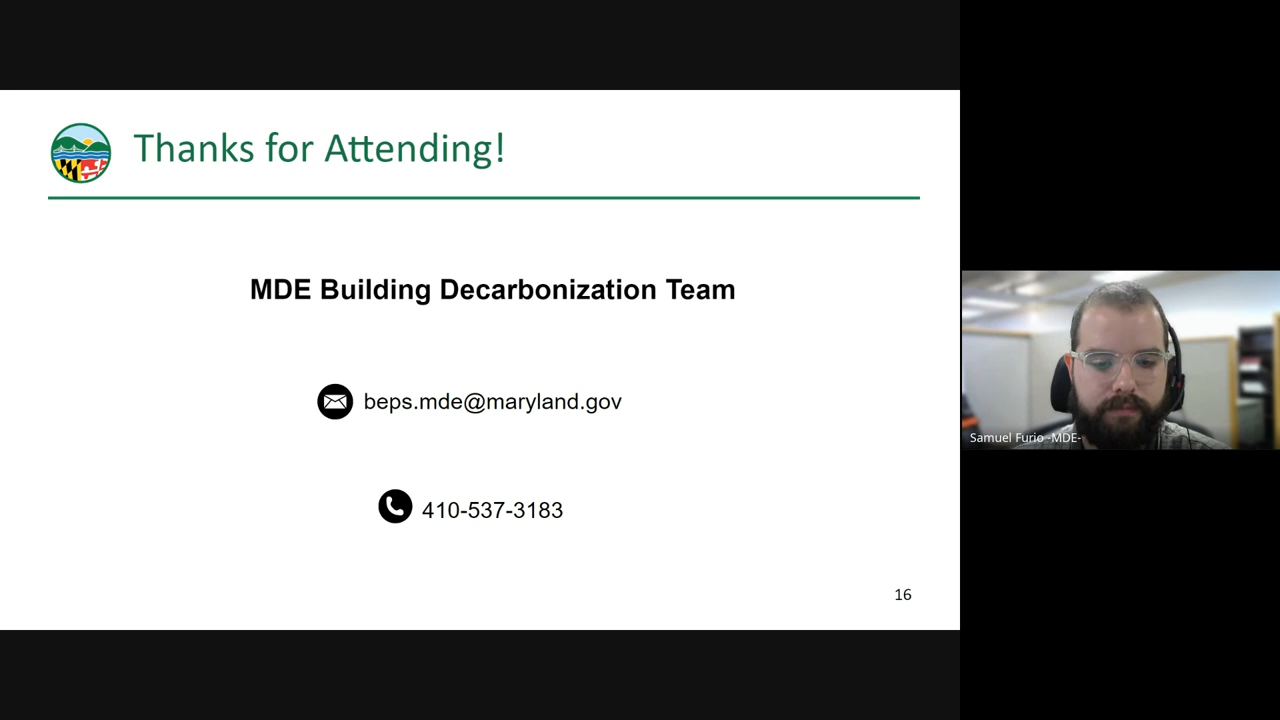 Thanks for Attending!
MDE Building Decarbonization Team
beps.mde@maryland.gov
410-537-3183
16
Samuel Furio -MDE-